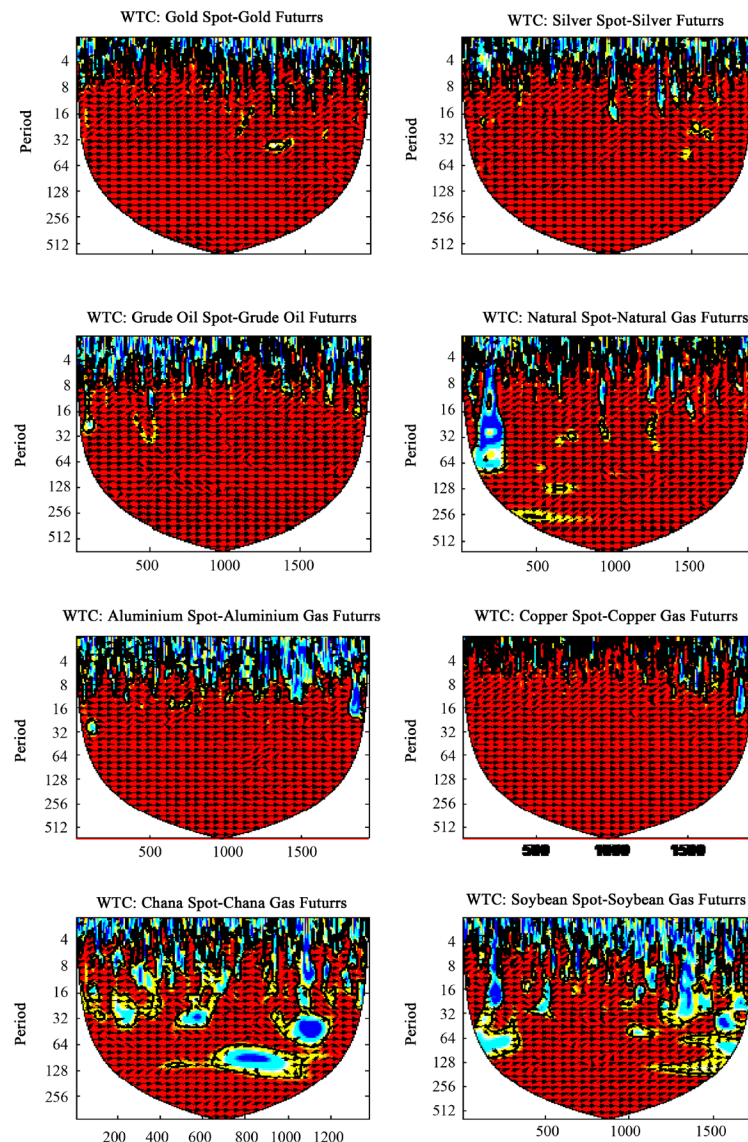 WTC: Gold Spot-Gold Futurrs
WTC: Silver Spot-Silver Futurrs
Period
4
8
16
32
64
128
256
512
Period
4
8
16
32
64
128
256
512
WTC: Grude Oil Spot-Grude Oil Futurrs
WTC: Natural Spot-Natural Gas Futurrs
Period
4
8
16
32
64
128
256
512
500 1000 1500
Period
4
8
16
32
64
128
256
512
500 1000 1500
WTC: Aluminium Spot-Aluminium Gas Futurrs
WTC: Copper Spot-Copper Gas Futurrs
Period
4
8
16
32
64
128
256
512
500 1000 1500
Period
4
8
16
32
64
128
256
512
500 1000 1500
WTC: Chana Spot-Chana Gas Futurrs
WTC: Soybean Spot-Soybean Gas Futurrs
Period
4
8
16
32
64
128
256
200 400 600 800 1000 1200
Period
4
8
16
32
64
128
256
512
500 1000 1500